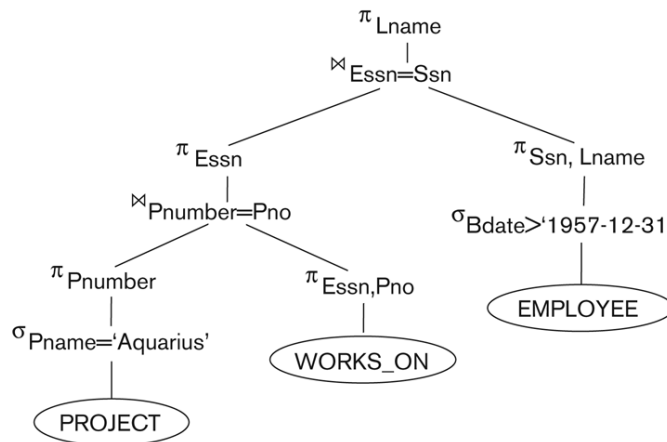 π Lname
⋈ Essn=Ssn
π Essn
π Ssn, Lname
⋈ Pnumber=Pno
σ Bdate>‘1957-12-31
π Pnumber
π Essn,Pno
EMPLOYEE
σ Pname=‘Aquarius’
WORKS_ON
PROJECT